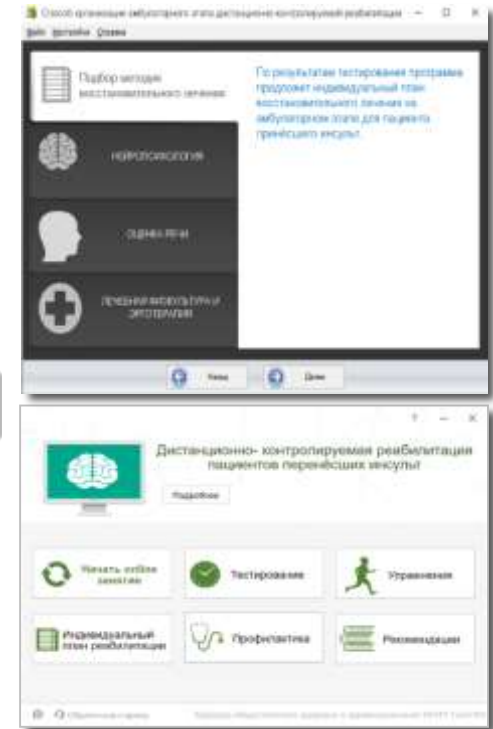 Способ организации амбулаторного этапа дистанционно контролируемой реабилитации
Файл Настройки Справка
Подбор методик
восстановительного лечения
По результатам тестирования программа
предложит индивидуальный план
восстановительного лечения на
амбулаторном этапе для пациента
принёсшего инсульт.
НЕЙРОПСИХОЛОГИЯ
ОЦЕНКА РЕЧИ
ЛЕЧЕБНАЯ ФИЗКУЛЬТУРА И
ЭРГОТЕРАПИЯ
Назад
Далее
Дистанционно- контролируемая реабилитация
пациентов перенёсших инсульт
Подробнее
Начать online
занятие
Тестирование
Упражнения
Индивидуальный
план реабилитации
Профилактика
Рекомендации